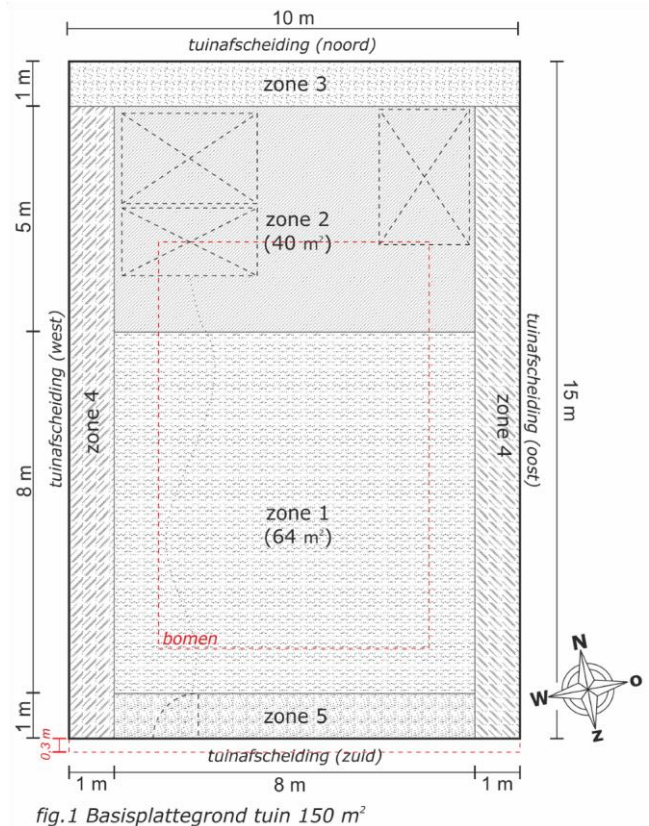 10 m
tuinafscheiding (noord)
1 m
zone 3
5 m
zone 2
(40 m²)
tuinafscheiding (west)
zone 4
tuinafscheiding (oost)
zone 4
15 m
8 m
zone 1
(64 m²)
bomen
N
W
o
z
1 m
zone 5
0,3 m
tuinafscheiding (zuid)
1 m
8 m
1 m
fig.1 Basisplattegrond tuin 150 m²